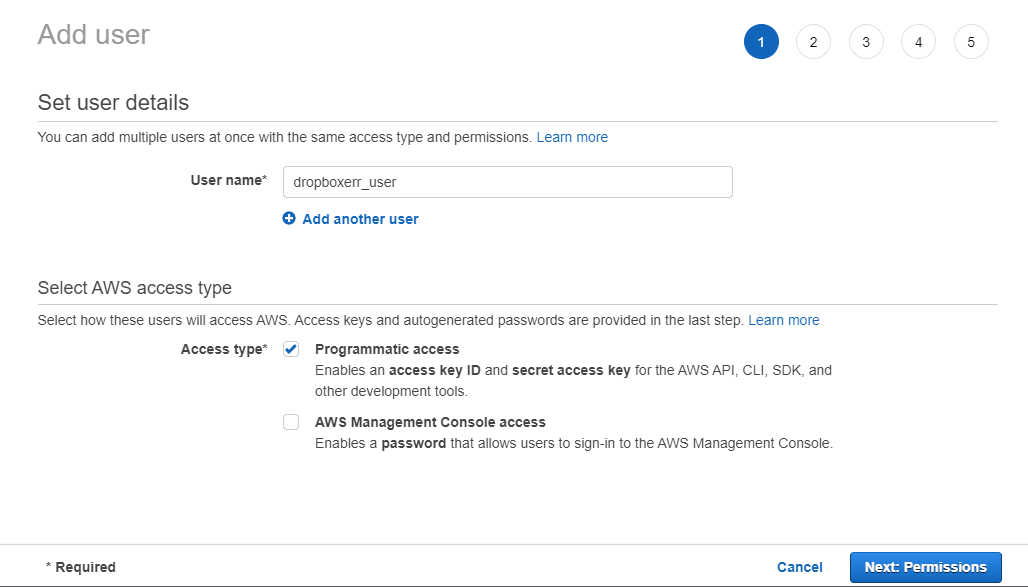 Add user
1 2 3 4 5
Set user details
You can add multiple users at once with the same access type and permissions. Learn more
User name*
dropboxerr_user
Add another user
Select AWS access type
Select how these users will access AWS. Access keys and autogenerated passwords are provided in the last step. Learn more
Access type*
Programmatic access
Enables an access key ID and secret access key for the AWS API, CLI, SDK, and
other development tools.
AWS Management Console access
Enables a password that allows users to sign-in to the AWS Management Console.
* Required
Cancel
Next: Permissions